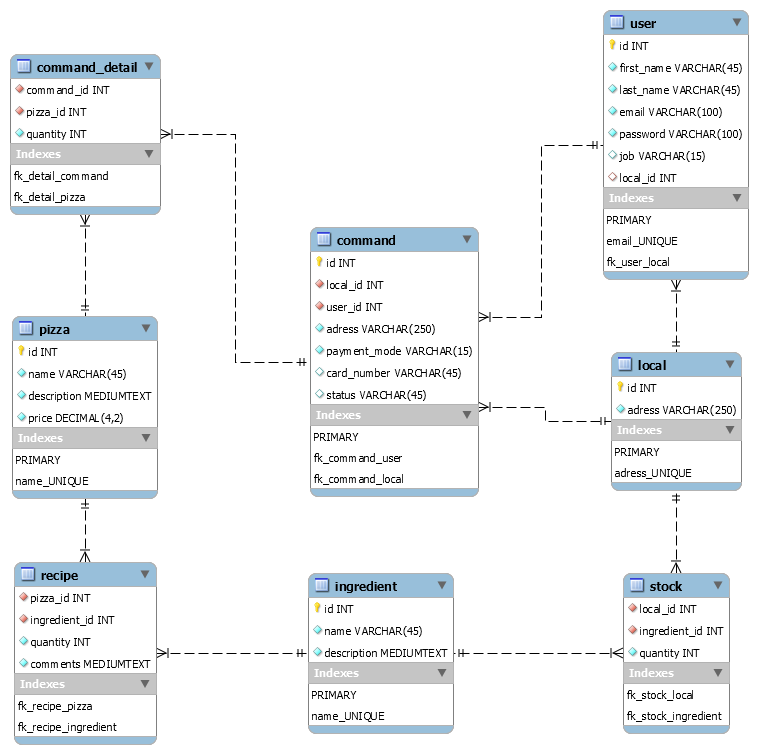 user
id INT
first_name VARCHAR(45)
last_name VARCHAR(45)
email VARCHAR(100)
password VARCHAR(100)
job VARCHAR(15)
local_id INT
Indexes
PRIMARY
email_UNIQUE
fk_user_local
command_detail
command_id INT
pizza_id INT
quantity INT
Indexes
fk_detail_command
fk_detail_pizza
command
id INT
local_id INT
user_id INT
adress VARCHAR(250)
payment_mode VARCHAR(15)
card_number VARCHAR(45)
status VARCHAR(45)
Indexes
PRIMARY
fk_command_user
fk_command_local
pizza
id INT
name VARCHAR(45)
description MEDIUMTEXT
price DECIMAL(4,2)
Indexes
PRIMARY
name_UNIQUE
local
id INT
adress VARCHAR(250)
Indexes
PRIMARY
adress_UNIQUE
recipe
pizza_id INT
ingredient_id INT
quantity INT
comments MEDIUMTEXT
Indexes
fk_recipe_pizza
fk_recipe_ingredient
ingredient
id INT
name VARCHAR(45)
description MEDIUMTEXT
Indexes
PRIMARY
name_UNIQUE
stock
local_id INT
ingredient_id INT
quantity INT
Indexes
fk_stock_local
fk_stock_ingredient